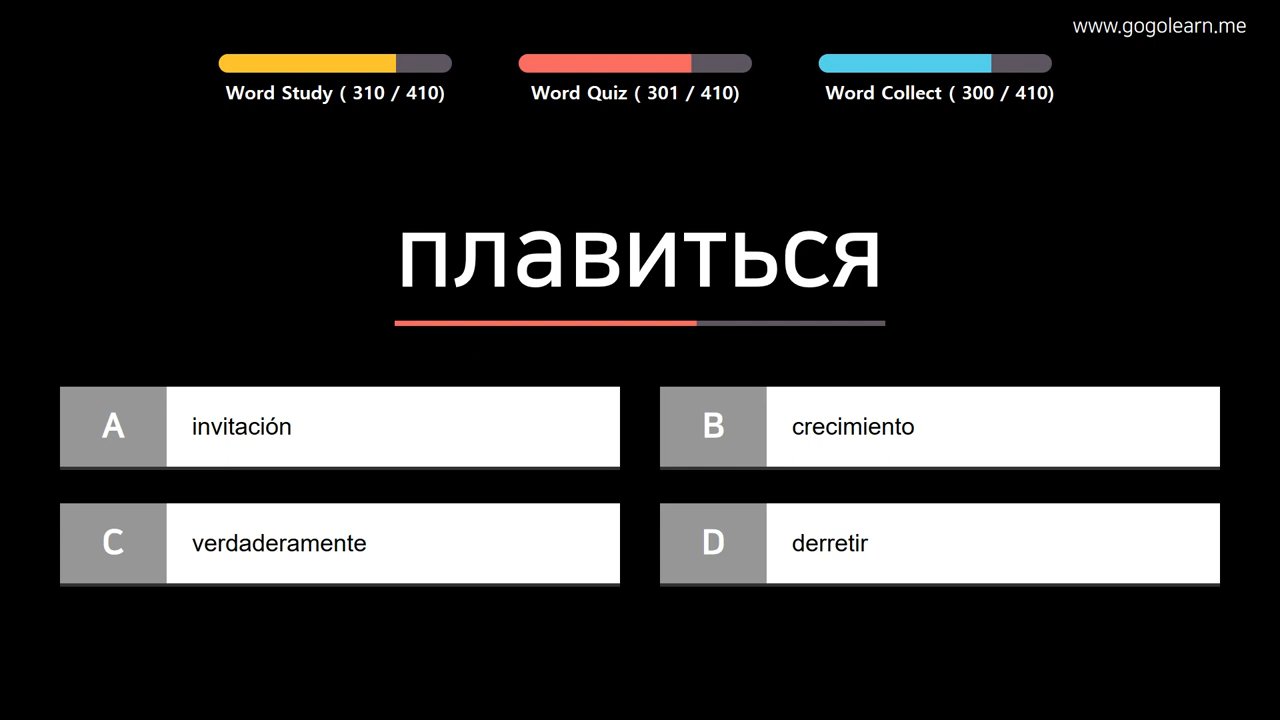 www.gogolearn.me
Word Study ( 310 / 410)
Word Quiz ( 301 / 410)
Word Collect ( 300 / 410)
плавиться
A invitación
B crecimiento
C verdaderamente
D derretir